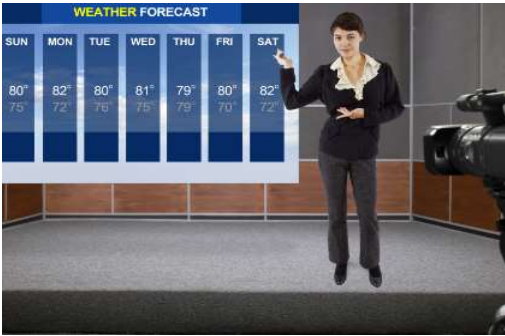 WEATHER FORECAST
SUN MON TUE WED THU FRI SAT
80° 82° 80° 81° 79° 80° 82°
75° 72° 76° 75° 79° 70° 72°